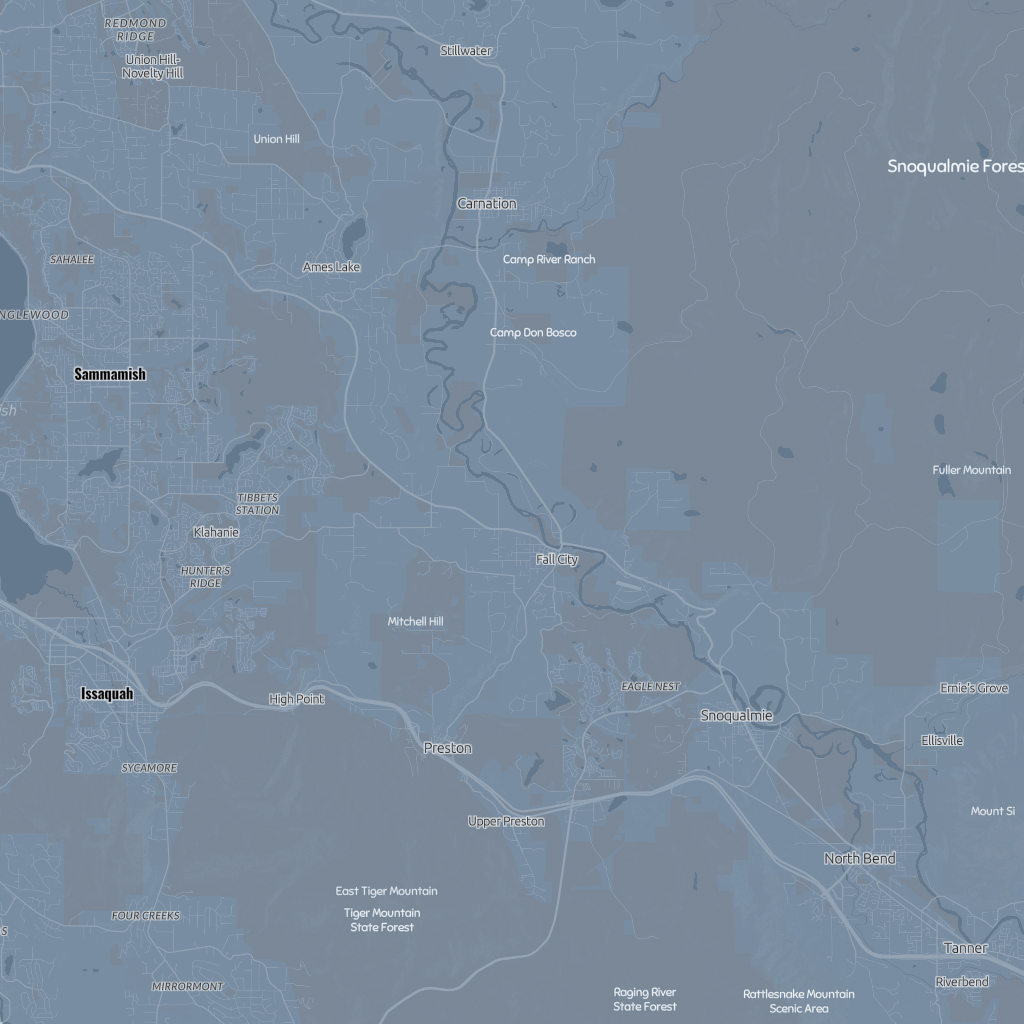 REDMOND
RIDGE
Stillwater
Union Hill-
Novelty Hill
Union Hill
Snoqualmie Fores
Carnation
SAHALEE
Ames Lake
Camp River Ranch
NGLEWOOD
Camp Don Bosco
Sammamish
sh
Fuller Mountain
TIBBETS
STATION
Klahanie
Fall City
HUNTER'S
RIDGE
Mitchell Hill
EAGLE NEST
Ernie's Grove
Issaquah
High Point
Snoqualmie
Ellisville
Preston
SYCAMORE
Mount Si
Upper Preston
North Bend
East Tiger Mountain
Tiger Mountain
State Forest
FOUR CREEKS
S
Tanner
Riverbend
MIRRORMONT
Raging River
State Forest
Rattlesnake Mountain
Scenic Area